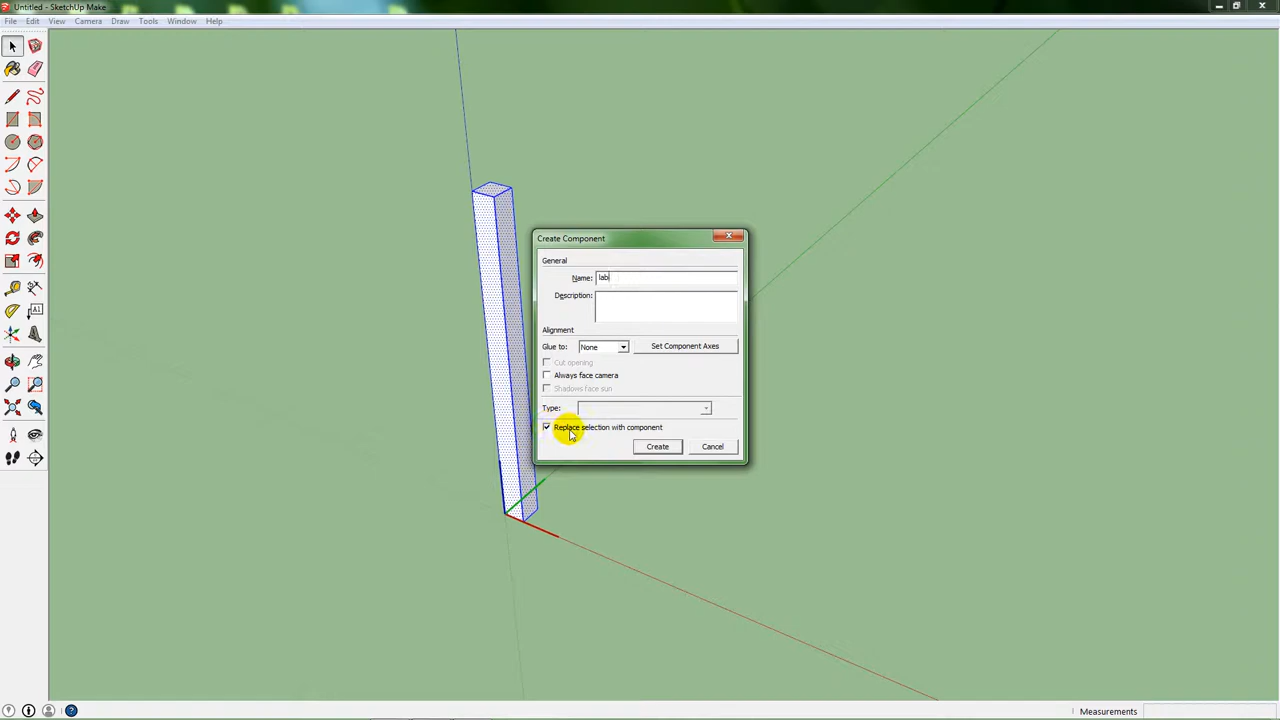 Untitled - SketchUp Make
File Edit View Camera Draw Tools Window Help
Create Component
General
Name: lab
Description:
Alignment
Glue to: None Set Component Axes
Cut opening
Always face camera
Shadows face sun
Type:
Replace selection with component
Create Cancel
Measurements